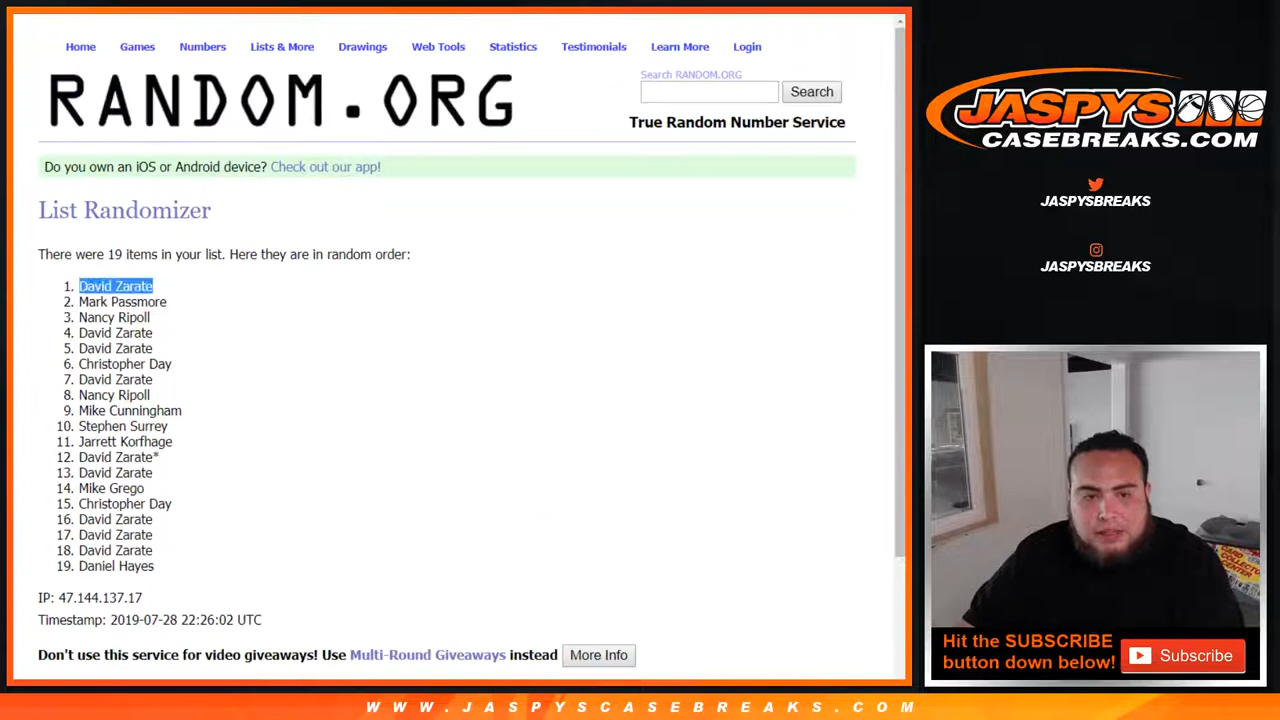 Home Games Numbers Lists & More Drawings Web Tools Statistics Testimonials Learn More Login
RANDOM.ORG
Search RANDOM.ORG
Search
True Random Number Service
Do you own an iOS or Android device? Check out our app!
List Randomizer
There were 19 items in your list. Here they are in random order:
1. David Zarate
2. Mark Passmore
3. Nancy Ripoll
4. David Zarate
5. David Zarate
6. Christopher Day
7. David Zarate
8. Nancy Ripoll
9. Mike Cunningham
10. Stephen Surrey
11. Jarrett Korfhage
12. David Zarate*
13. David Zarate
14. Mike Grego
15. Christopher Day
16. David Zarate
17. David Zarate
18. David Zarate
19. Daniel Hayes
IP: 47.144.137.17
Timestamp: 2019-07-28 22:26:02 UTC
Don't use this service for video giveaways! Use Multi-Round Giveaways instead More Info
JASPYS
CASEBREAKS.COM
JASPYSBREAKS
JASPYSBREAKS
CARD
COLLECTOR
CENTER
Hit the SUBSCRIBE
button down below!
Subscribe
WWW.JASPYSCASEBREAKS.COM